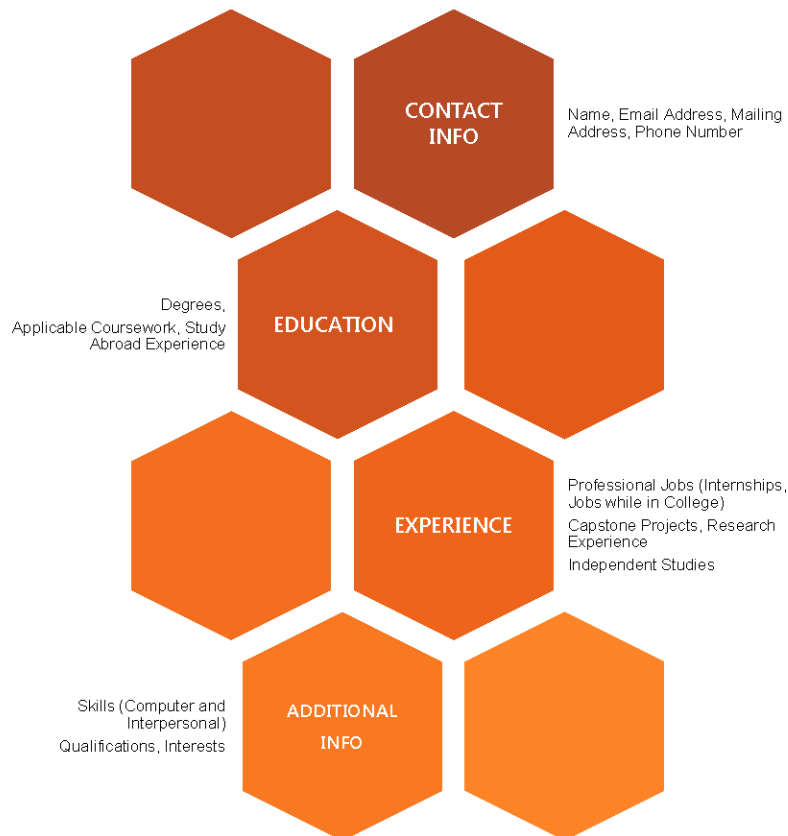 CONTACT
INFO
Name, Email Address, Mailing
Address, Phone Number
Degrees,
Applicable Coursework, Study
Abroad Experience
EDUCATION
EXPERIENCE
Professional Jobs (Internships,
Jobs while in College)
Capstone Projects, Research
Experience
Independent Studies
Skills (Computer and
Interpersonal)
Qualifications, Interests
ADDITIONAL
INFO